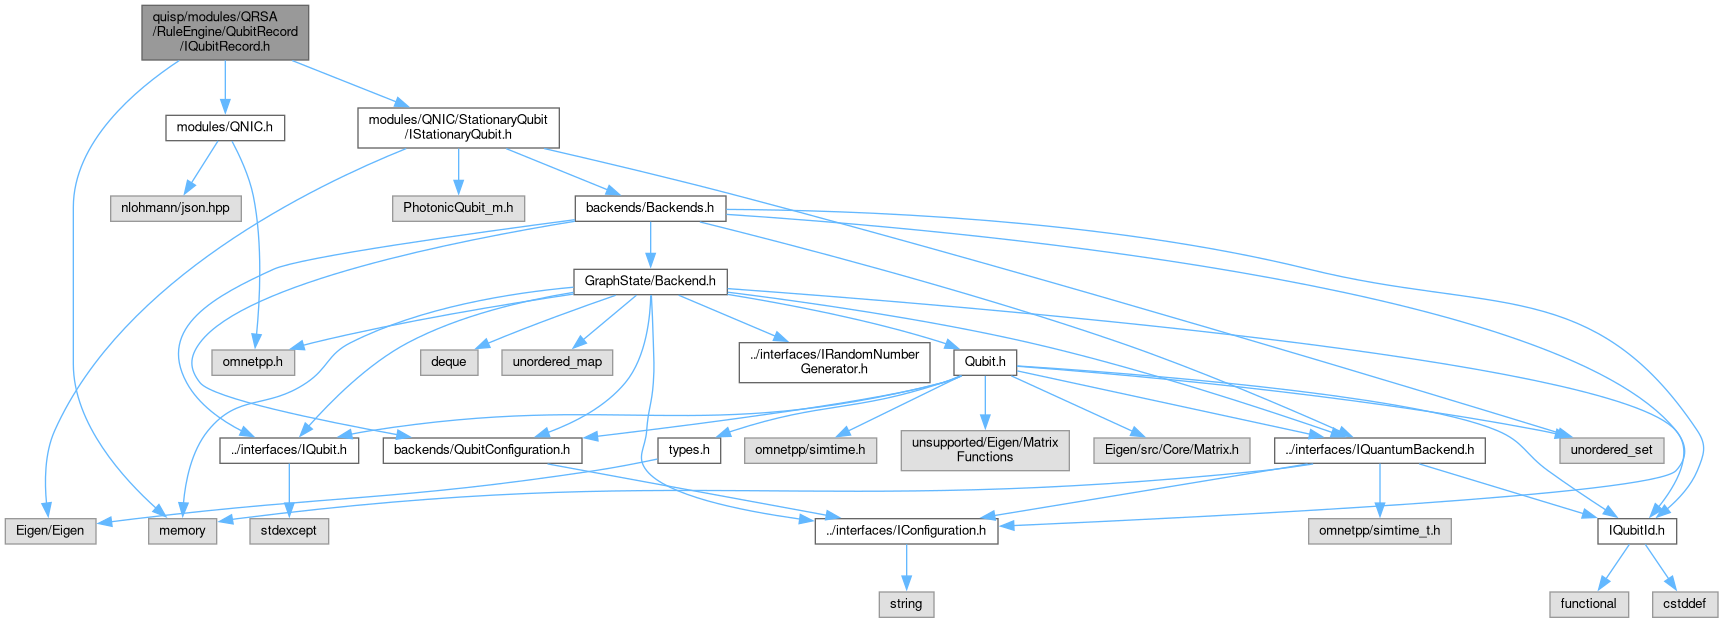 quisp/modules/QRSA
/RuleEngine/QubitRecord
/IQubitRecord.h
modules/QNIC.h
modules/QNIC/StationaryQubit
/IStationaryQubit.h
nlohmann/json.hpp
PhotonicQubit_m.h
backends/Backends.h
GraphState/Backend.h
omnetpp.h
deque
unordered_map
../interfaces/IRandomNumber
Generator.h
Qubit.h
../interfaces/IQubit.h
backends/QubitConfiguration.h
types.h
omnetpp/simtime.h
unsupported/Eigen/Matrix
Functions
Eigen/src/Core/Matrix.h
../interfaces/IQuantumBackend.h
unordered_set
Eigen/Eigen
memory
stdexcept
../interfaces/IConfiguration.h
omnetpp/simtime_t.h
IQubitId.h
string
functional
cstddef